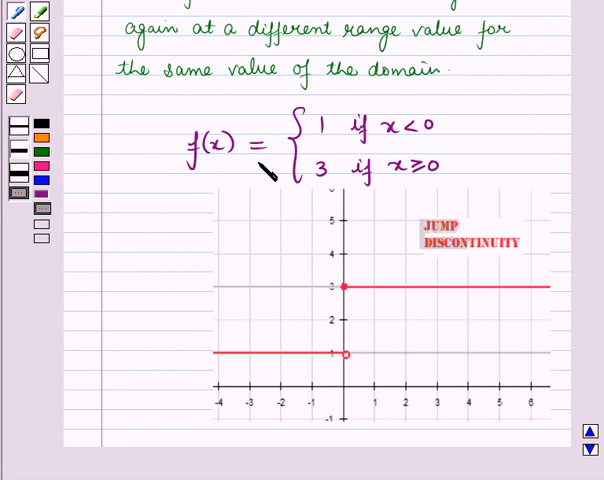 again at a different range value for
the same value of the domain.
f(x) = { 1 if x < 0
3 if x ≥ 0
JUMP
DISCONTINUITY
5
4
3
2
1
-4 -3 -2 -1 1 2 3 4 5 6
-1